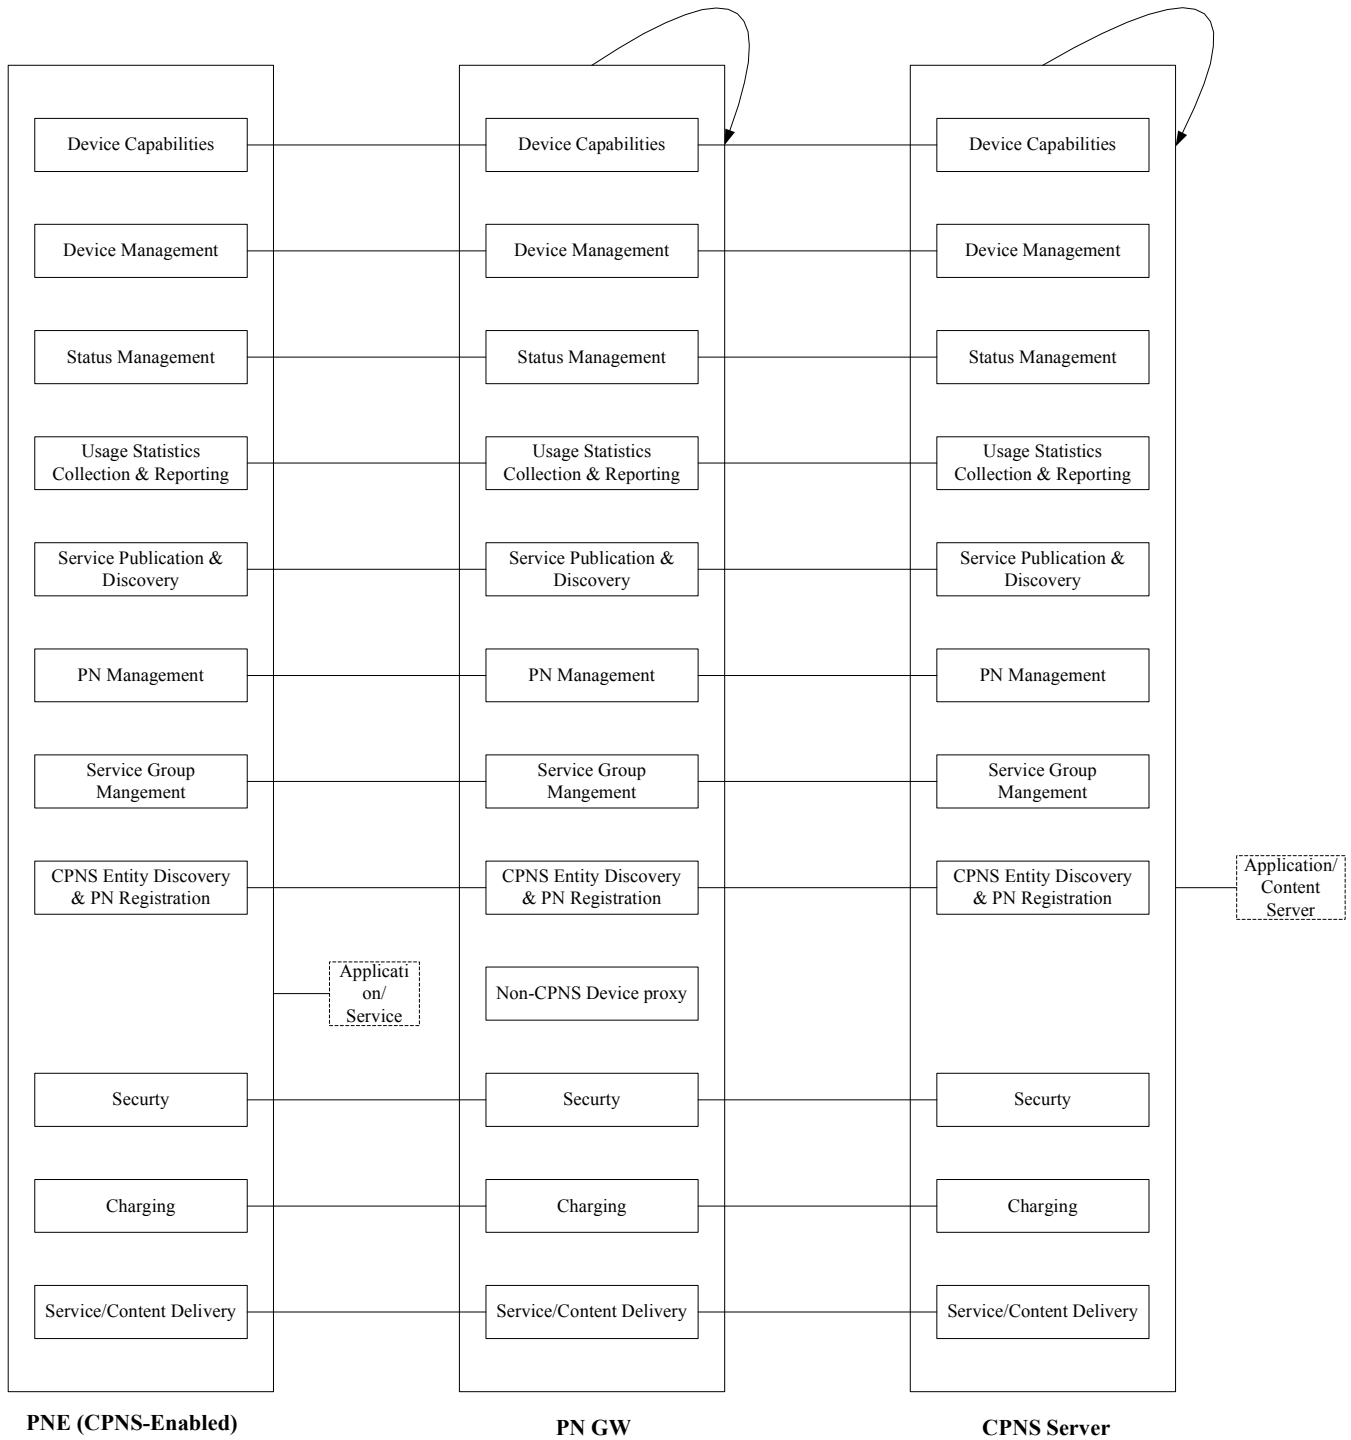 Device Capabilities
Device Capabilities
Device Capabilities
Device Management
Device Management
Device Management
Status Management
Status Management
Status Management
Usage Statistics
Collection & Reporting
Usage Statistics
Collection & Reporting
Usage Statistics
Collection & Reporting
Service Publication &
Discovery
Service Publication &
Discovery
Service Publication &
Discovery
PN Management
PN Management
PN Management
Service Group
Mangement
Service Group
Mangement
Service Group
Mangement
CPNS Entity Discovery
& PN Registration
CPNS Entity Discovery
& PN Registration
CPNS Entity Discovery
& PN Registration
Application/
Content
Server
Applicati
on/
Service
Non-CPNS Device proxy
Securty
Securty
Securty
Charging
Charging
Charging
Service/Content Delivery
Service/Content Delivery
Service/Content Delivery
PNE (CPNS-Enabled)
PN GW
CPNS Server